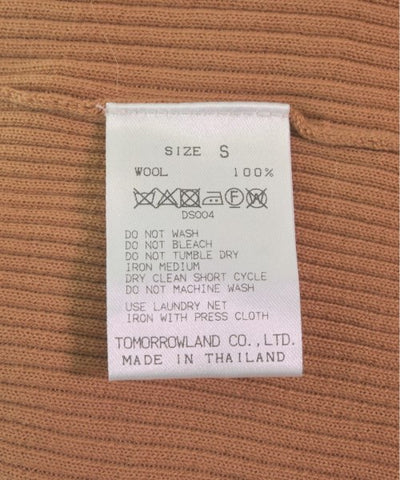 SIZE S
WOOL 100%
DS004
DO NOT WASH
DO NOT BLEACH
DO NOT TUMBLE DRY
IRON MEDIUM
DRY CLEAN SHORT CYCLE
DO NOT MACHINE WASH
USE LAUNDRY NET
IRON WITH PRESS CLOTH
TOMORROWLAND CO.,LTD.
MADE IN THAILAND